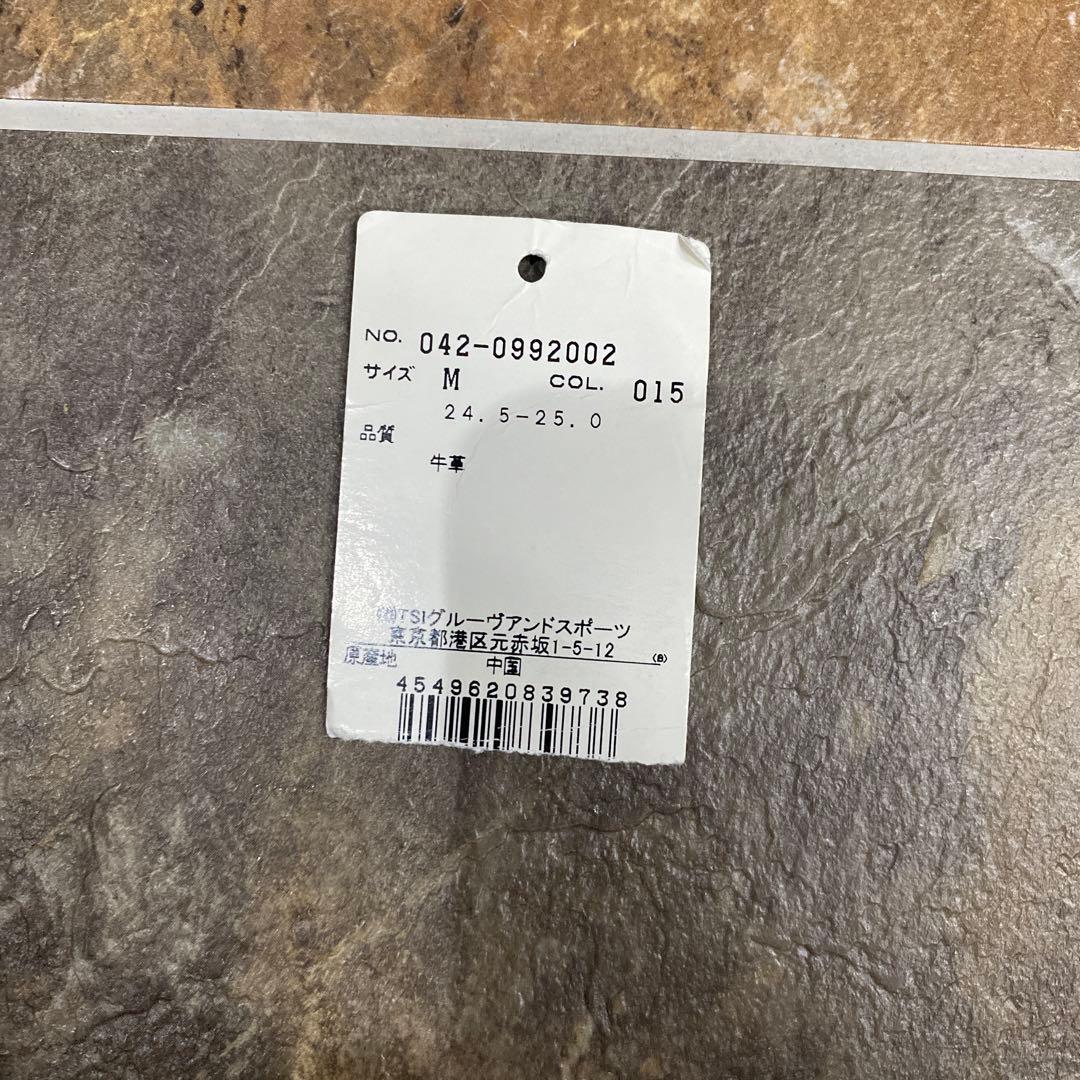 NO. 042-0992002
サイズ M COL. 015
24.5-25.0
品質
牛革
㈱TSIグルーヴアンドスポーツ
東京都港区元赤坂1-5-12 (8)
原産地 中国
4549620839738